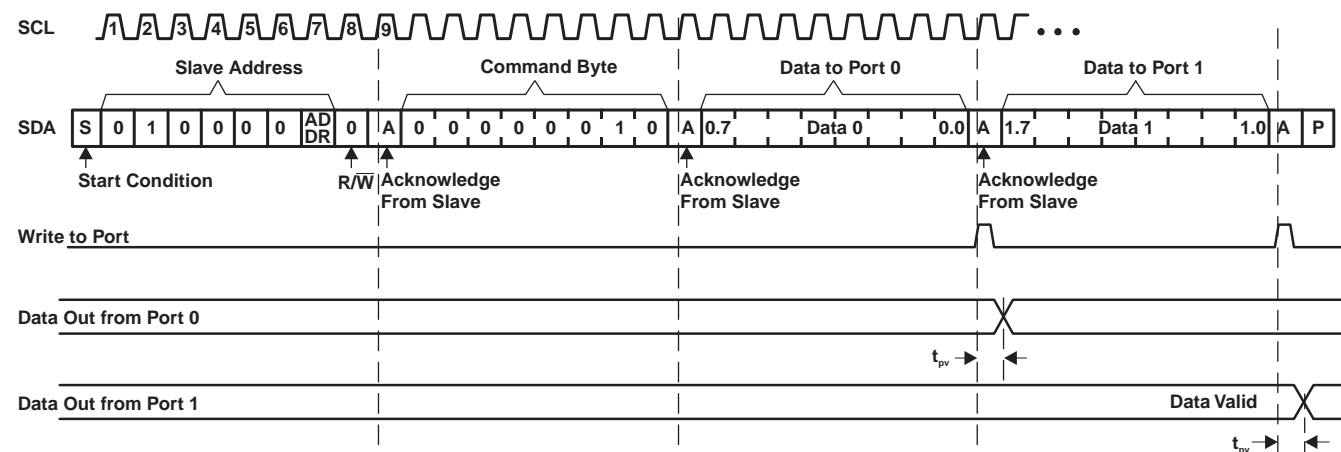 SCL 1 2 3 4 5 6 7 8 9 • • •
Slave Address Command Byte Data to Port 0 Data to Port 1
SDA S 0 1 0 0 0 0 AD DR 0 A 0 0 0 0 0 0 1 0 A 0.7 Data 0 0.0 A 1.7 Data 1 1.0 A P
Start Condition R/W Acknowledge From Slave Acknowledge From Slave Acknowledge From Slave
Write to Port
Data Out from Port 0
tpv
Data Out from Port 1 Data Valid
tpv